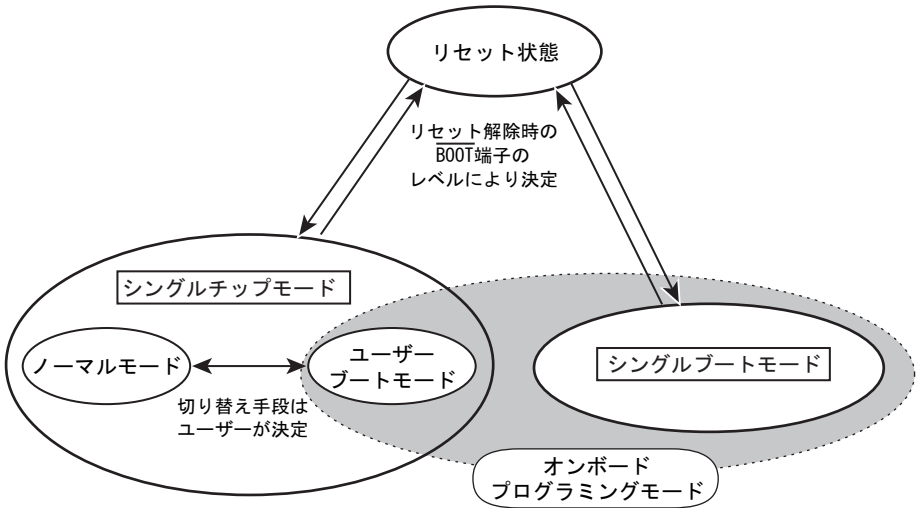 リセット状態
リセット解除時の
BOOT端子の
レベルにより決定
シングルチップモード
ノーマルモード
ユーザー
ブートモード
シングルブートモード
切り替え手段は
ユーザーが決定
オンボード
プログラミングモード